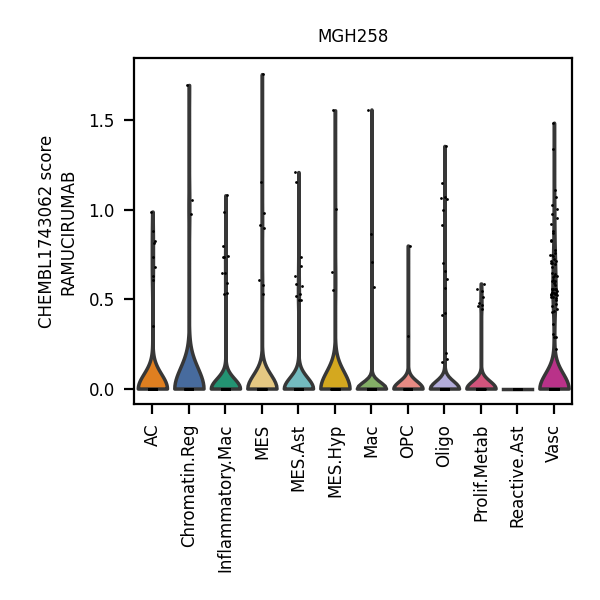 MGH258
CHEMBL1743062 score
RAMUCIRUMAB
1.5
1.0
0.5
0.0
AC
Chromatin.Reg
Inflammatory.Mac
MES
MES.Ast
MES.Hyp
Mac
OPC
Oligo
Prolif.Metab
Reactive.Ast
Vasc